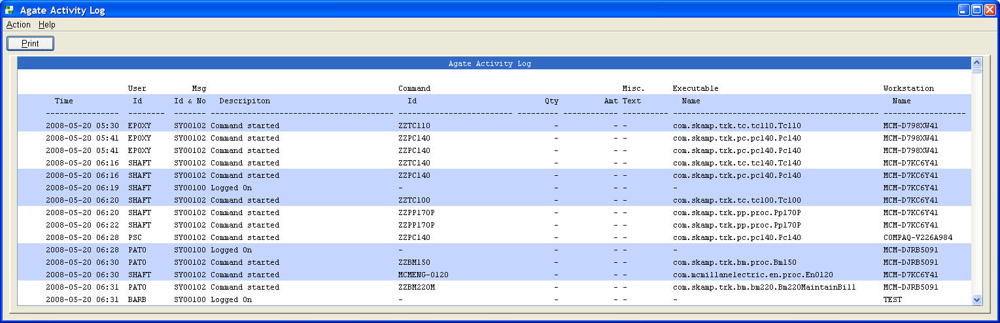 Agate Activity Log
Action Help
Print
Agate Activity Log
User Msg Command Misc. Executable Workstation
Time Id Id & No Descripiton Id Qty Amt Text Name Name
---------------- -------- ------- ---------------------------------------- ------------------------- --------- ------------ ---------- ---------------------------------------- ------------------
2008-05-20 05:30 EPOXY SY00102 Command started ZZTC110 - - - com.skamp.trk.tc.tc110.Tc110 MCM-D798XW41
2008-05-20 05:41 EPOXY SY00102 Command started ZZPC140 - - - com.skamp.trk.pc.pc140.Pc140 MCM-D798XW41
2008-05-20 05:41 EPOXY SY00102 Command started ZZPC140 - - - com.skamp.trk.pc.pc140.Pc140 MCM-D798XW41
2008-05-20 06:16 SHAFT SY00102 Command started ZZTC140 - - - com.skamp.trk.tc.tc140.Tc140 MCM-D7KC6Y41
2008-05-20 06:16 SHAFT SY00102 Command started ZZPC140 - - - com.skamp.trk.pc.pc140.Pc140 MCM-D7KC6Y41
2008-05-20 06:19 SHAFT SY00100 Logged On - - - - - MCM-D7KC6Y41
2008-05-20 06:20 SHAFT SY00102 Command started ZZTC100 - - - com.skamp.trk.tc.tc100.Tc100 MCM-D7KC6Y41
2008-05-20 06:20 SHAFT SY00102 Command started ZZPP170P - - - com.skamp.trk.pp.proc.Pp170P MCM-D7KC6Y41
2008-05-20 06:22 SHAFT SY00102 Command started ZZPP170P - - - com.skamp.trk.pp.proc.Pp170P MCM-D7KC6Y41
2008-05-20 06:28 PSC SY00102 Command started ZZPC140 - - - com.skamp.trk.pc.pc140.Pc140 COMPAQ-V226A984
2008-05-20 06:28 PATO SY00100 Logged On - - - - - MCM-DJRB5091
2008-05-20 06:30 PATO SY00102 Command started ZZBM150 - - - com.skamp.trk.bm.proc.Bm150 MCM-DJRB5091
2008-05-20 06:30 SHAFT SY00102 Command started MCMENG-0120 - - - com.mcmillanelectric.en.proc.En0120 MCM-D7KC6Y41
2008-05-20 06:31 PATO SY00102 Command started ZZBM220M - - - com.skamp.trk.bm.bm220.Bm220MaintainBill MCM-DJRB5091
2008-05-20 06:31 BARB SY00100 Logged On - - - - - TEST